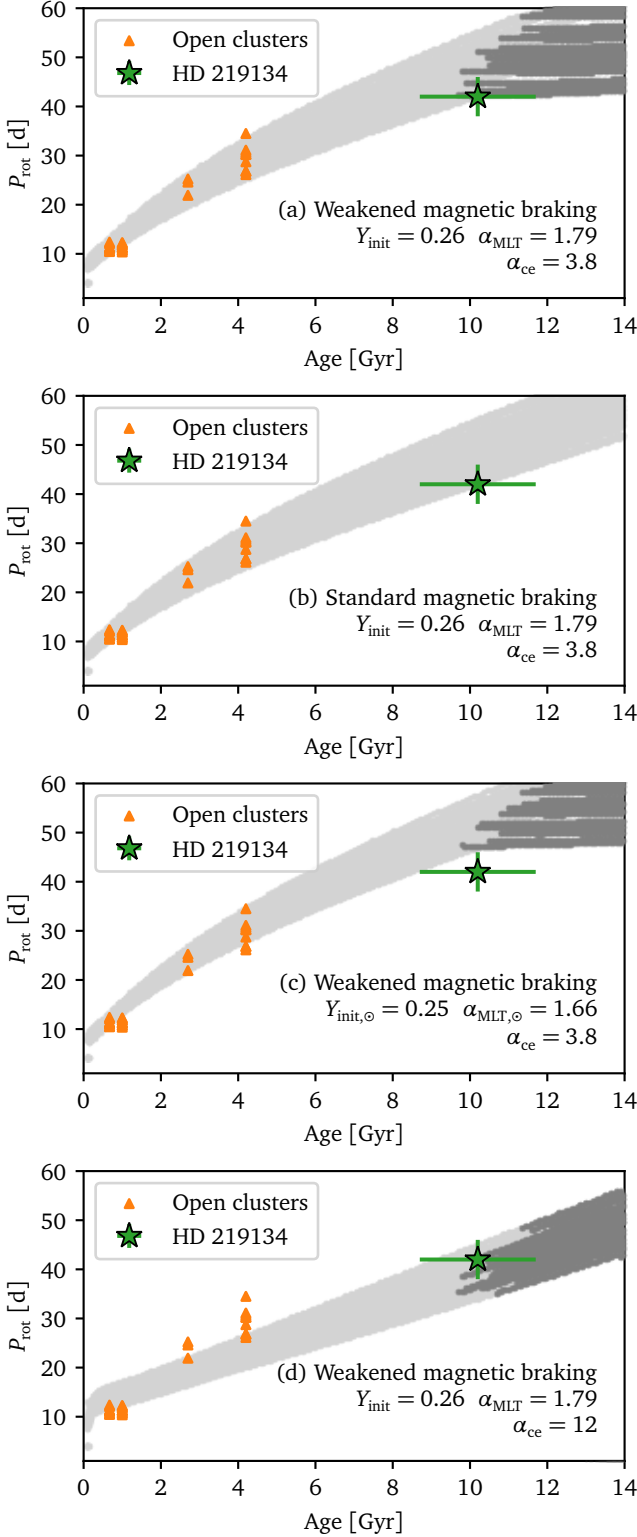 60
50
40
30
20
10
P_rot [d]
Open clusters
HD 219134
(a) Weakened magnetic braking
Y_init = 0.26 α_MLT = 1.79
α_ce = 3.8
0 2 4 6 8 10 12 14
Age [Gyr]
60
50
40
30
20
10
P_rot [d]
Open clusters
HD 219134
(b) Standard magnetic braking
Y_init = 0.26 α_MLT = 1.79
α_ce = 3.8
0 2 4 6 8 10 12 14
Age [Gyr]
60
50
40
30
20
10
P_rot [d]
Open clusters
HD 219134
(c) Weakened magnetic braking
Y_init,⊙ = 0.25 α_MLT,⊙ = 1.66
α_ce = 3.8
0 2 4 6 8 10 12 14
Age [Gyr]
60
50
40
30
20
10
P_rot [d]
Open clusters
HD 219134
(d) Weakened magnetic braking
Y_init = 0.26 α_MLT = 1.79
α_ce = 12
0 2 4 6 8 10 12 14
Age [Gyr]